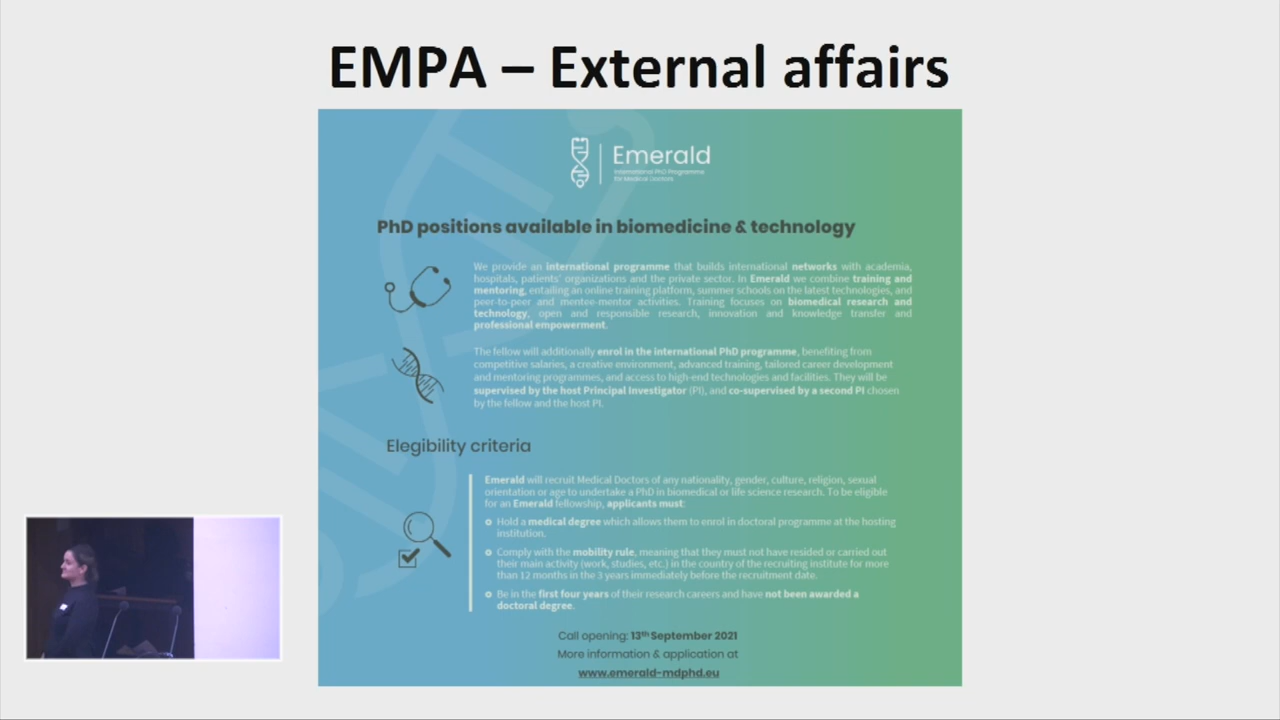 EMPA – External affairs
Emerald
International PhD Programme
for Medical Doctors
PhD positions available in biomedicine & technology
We provide an international programme that builds international networks with academia,
hospitals, patients' organizations and the private sector. In Emerald we combine training and
mentoring, entailing an online training platform, summer schools on the latest technologies, and
peer-to-peer and mentee-mentor activities. Training focuses on biomedical research and
technology, open and responsible research, innovation and knowledge transfer and
professional empowerment.
The fellow will additionally enrol in the international PhD programme, benefiting from
competitive salaries, a creative environment, advanced training, tailored career development
and mentoring programmes, and access to high-end technologies and facilities. They will be
supervised by the host Principal Investigator (PI), and co-supervised by a second PI chosen
by the fellow and the host PI.
Elegibility criteria
Emerald will recruit Medical Doctors of any nationality, gender, culture, religion, sexual
orientation or age to undertake a PhD in biomedical or life science research. To be eligible
for an Emerald fellowship, applicants must:
Hold a medical degree which allows them to enrol in doctoral programme at the hosting
institution.
Comply with the mobility rule, meaning that they must not have resided or carried out
their main activity (work, studies, etc.) in the country of the recruiting institute for more
than 12 months in the 3 years immediately before the recruitment date.
Be in the first four years of their research careers and have not been awarded a
doctoral degree.
Call opening: 13th September 2021
More information & application at
www.emerald-mdphd.eu